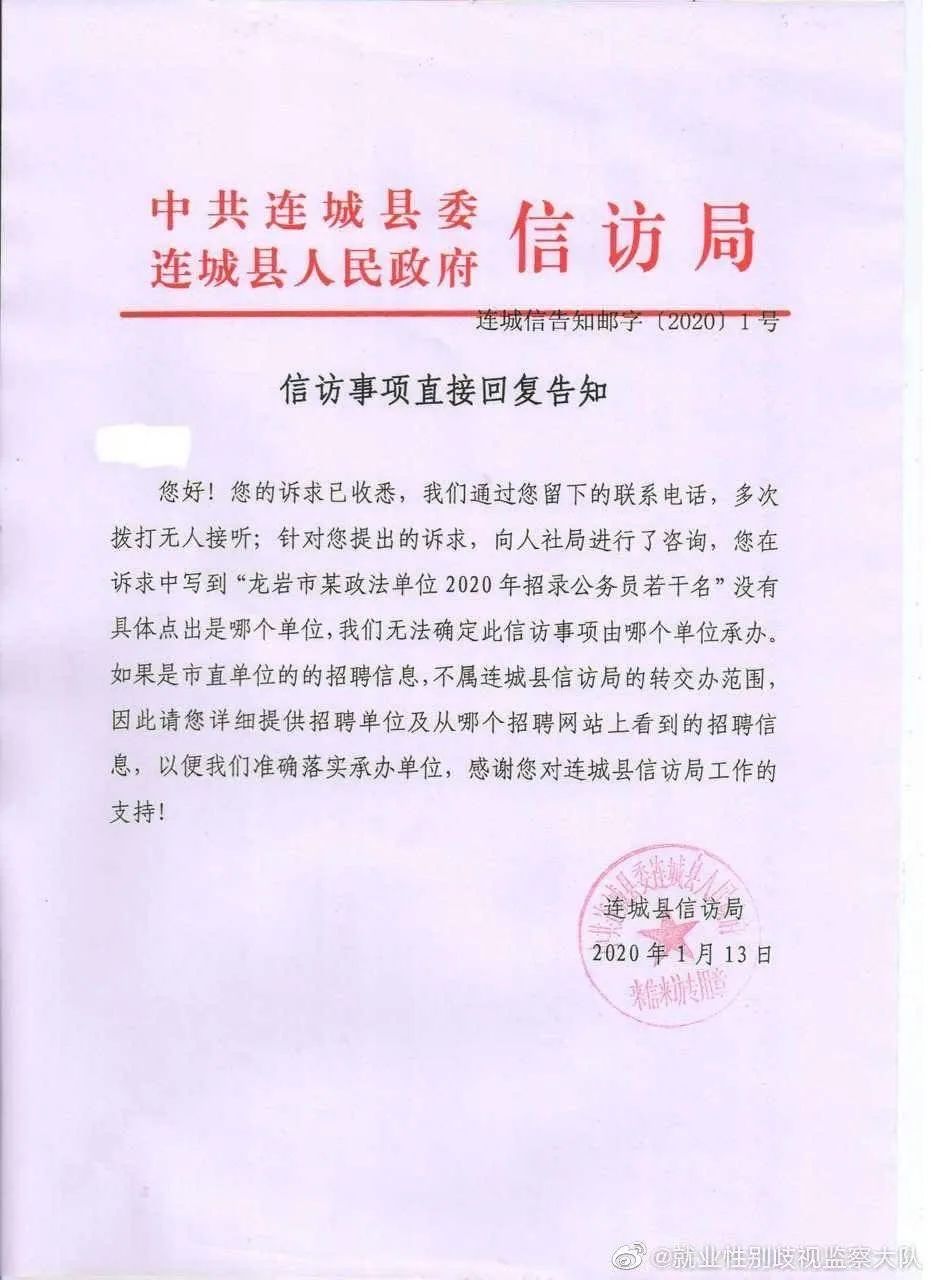 中共连城县委
连城县人民政府
信访局
连城信告知邮字〔2020〕1号
信访事项直接回复告知
您好！您的诉求已收悉，我们通过您留下的联系电话，多次
拨打无人接听；针对您提出的诉求，向人社局进行了咨询，您在
诉求中写到“龙岩市某政法单位2020年招录公务员若干名”没有
具体点出是哪个单位，我们无法确定此信访事项由哪个单位承办。
如果是市直单位的的招聘信息，不属连城县信访局的转交办范围，
因此请您详细提供招聘单位及从哪个招聘网站上看到的招聘信
息，以便我们准确落实承办单位，感谢您对连城县信访局工作的
支持！
中共连城县委连城县人民政府
连城县信访局
2020年1月13日
来信来访专用章
@就业性别歧视监察大队